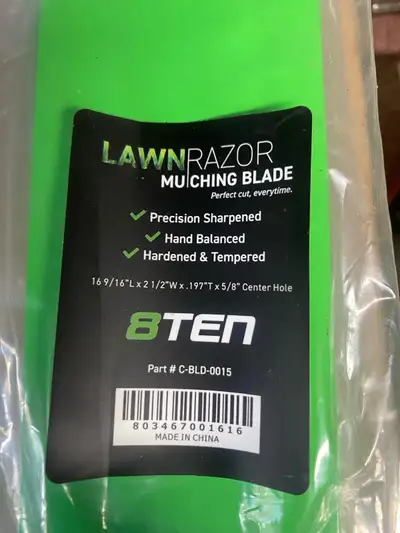 LAWNRAZOR
MULCHING BLADE
Perfect cut, everytime.
Precision Sharpened
Hand Balanced
Hardened & Tempered
16 9/16"L x 2 1/2"W x .197"T x 5/8" Center Hole
8TEN
Part # C-BLD-0015
803467001616
MADE IN CHINA